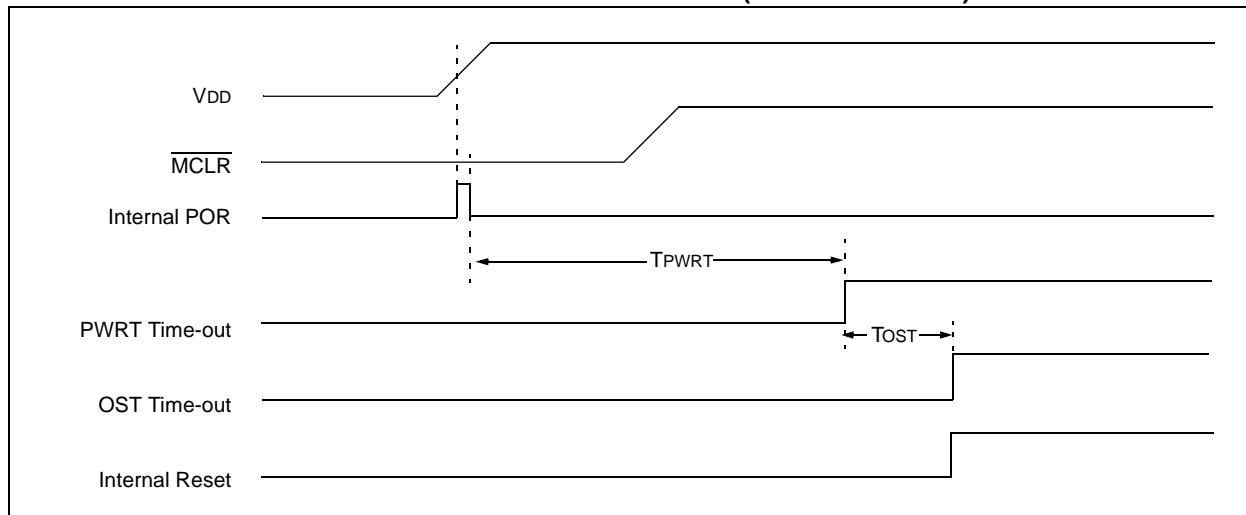 VDD
MCLR
Internal POR
TPWRT
PWRT Time-out
TOST
OST Time-out
Internal Reset